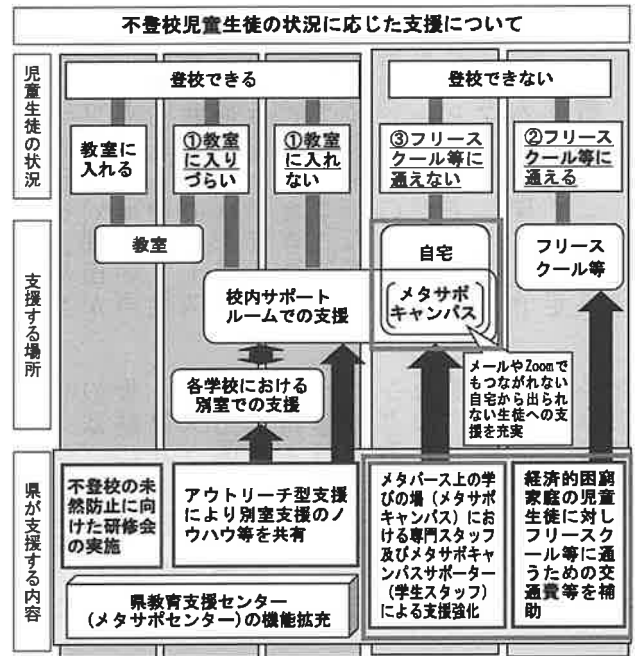 不登校児童生徒の状況に応じた支援について
児童生徒の状況
登校できる
登校できない
教室に
入れる
①教室
に入り
づらい
①教室
に入れ
ない
③フリース
クール等に
通えない
②フリース
クール等に
通える
支援する場所
教室
自宅
フリース
クール等
校内サポート
ルームでの支援
メタサポ
キャンパス
各学校における
別室での支援
メールやZoomで
もつながれない
自宅から出られ
ない生徒への支
援を充実
県が支援する内容
不登校の未
然防止に向
けた研修会
の実施
アウトリーチ型支援
により別室支援のノ
ウハウ等を共有
メタバース上の学
びの場（メタサポ
キャンパス）にお
ける専門スタッフ
及びメタサポキャ
ンパスサポーター
（学生スタッフ）
による支援強化
経済的困窮
家庭の児童
生徒に対し
フリースク
ール等に通
うための交
通費等を補
助
県教育支援センター
（メタサポセンター）の機能拡充